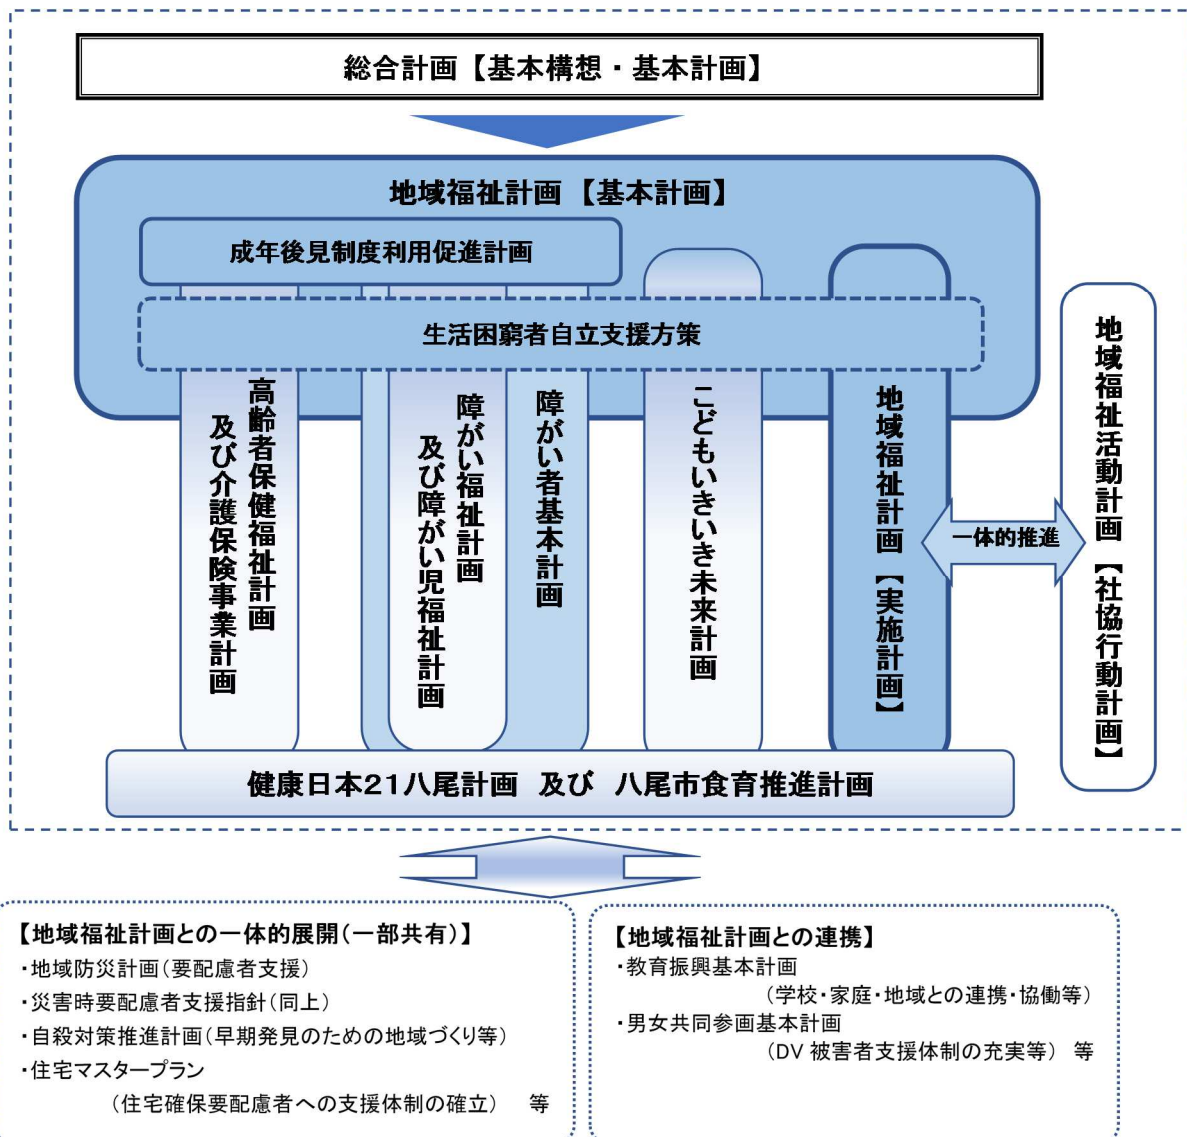 総合計画【基本構想・基本計画】
地域福祉計画【基本計画】
成年後見制度利用促進計画
生活困窮者自立支援方策
高齢者保健福祉計画
及び介護保険事業計画
障がい福祉計画
及び障がい児福祉計画
障がい者基本計画
こどもいきいき未来計画
地域福祉計画【実施計画】
一体的推進
地域福祉活動計画【社協行動計画】
健康日本21八尾計画 及び 八尾市食育推進計画
【地域福祉計画との一体的展開(一部共有)】
・地域防災計画(要配慮者支援)
・災害時要配慮者支援指針(同上)
・自殺対策推進計画(早期発見のための地域づくり等)
・住宅マスタープラン
(住宅確保要配慮者への支援体制の確立) 等
【地域福祉計画との連携】
・教育振興基本計画
(学校・家庭・地域との連携・協働等)
・男女共同参画基本計画
(DV被害者支援体制の充実等) 等